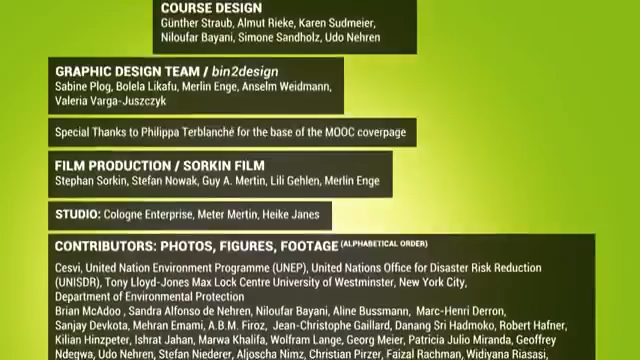 COURSE DESIGN
Günther Straub, Almut Rieke, Karen Sudmeier,
Niloufar Bayani, Simone Sandholz, Udo Nehren
GRAPHIC DESIGN TEAM / bin2design
Sabine Plog, Bolela Likafu, Merlin Enge, Anselm Weidmann,
Valeria Varga-Juszczyk
Special Thanks to Philippa Terblanché for the base of the MOOC coverpage
FILM PRODUCTION / SORKIN FILM
Stephan Sorkin, Stefan Nowak, Guy A. Mertin, Lili Gehlen, Merlin Enge
STUDIO: Cologne Enterprise, Meter Mertin, Heike Janes
CONTRIBUTORS: PHOTOS, FIGURES, FOOTAGE (ALPHABETICAL ORDER)
Cesvi, United Nation Environment Programme (UNEP), United Nations Office for Disaster Risk Reduction
(UNISDR), Tony Lloyd-Jones Max Lock Centre University of Westminster, New York City,
Department of Environmental Protection
Brian McAdoo , Sandra Alfonso de Nehren, Niloufar Bayani, Aline Bussmann, Marc-Henri Derron,
Sanjay Devkota, Mehran Emami, A.B.M. Firoz, Jean-Christophe Gaillard, Danang Sri Hadmoko, Robert Hafner,
Kilian Hinzpeter, Ishrat Jahan, Marwa Khalifa, Wolfram Lange, Georg Meier, Patricia Julio Miranda, Geoffrey
Ndegwa, Udo Nehren, Stefan Niederer, Aljoscha Nimz, Christian Pirzer, Faizal Rachman, Widyana Riasasi,